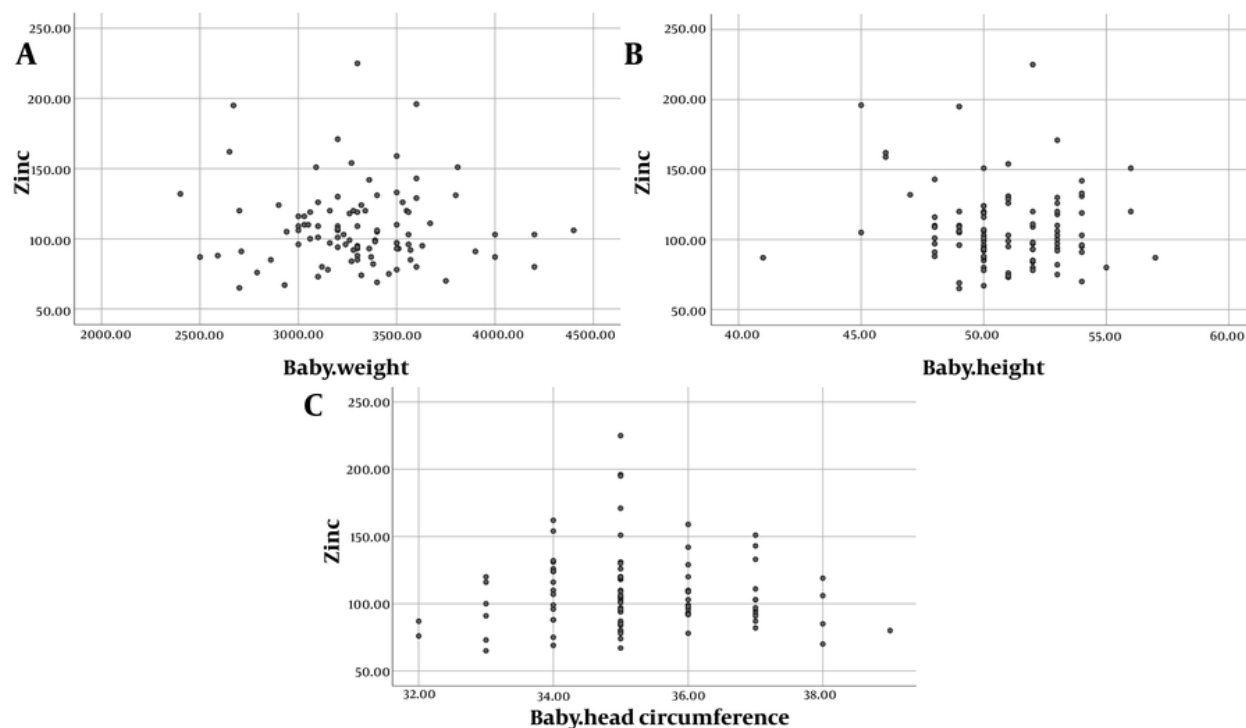 A
Zinc
250.00
200.00
150.00
100.00
50.00
2000.00 2500.00 3000.00 3500.00 4000.00 4500.00
Baby.weight
B
Zinc
250.00
200.00
150.00
100.00
50.00
40.00 45.00 50.00 55.00 60.00
Baby.height
C
Zinc
250.00
200.00
150.00
100.00
50.00
32.00 34.00 36.00 38.00
Baby.head circumference